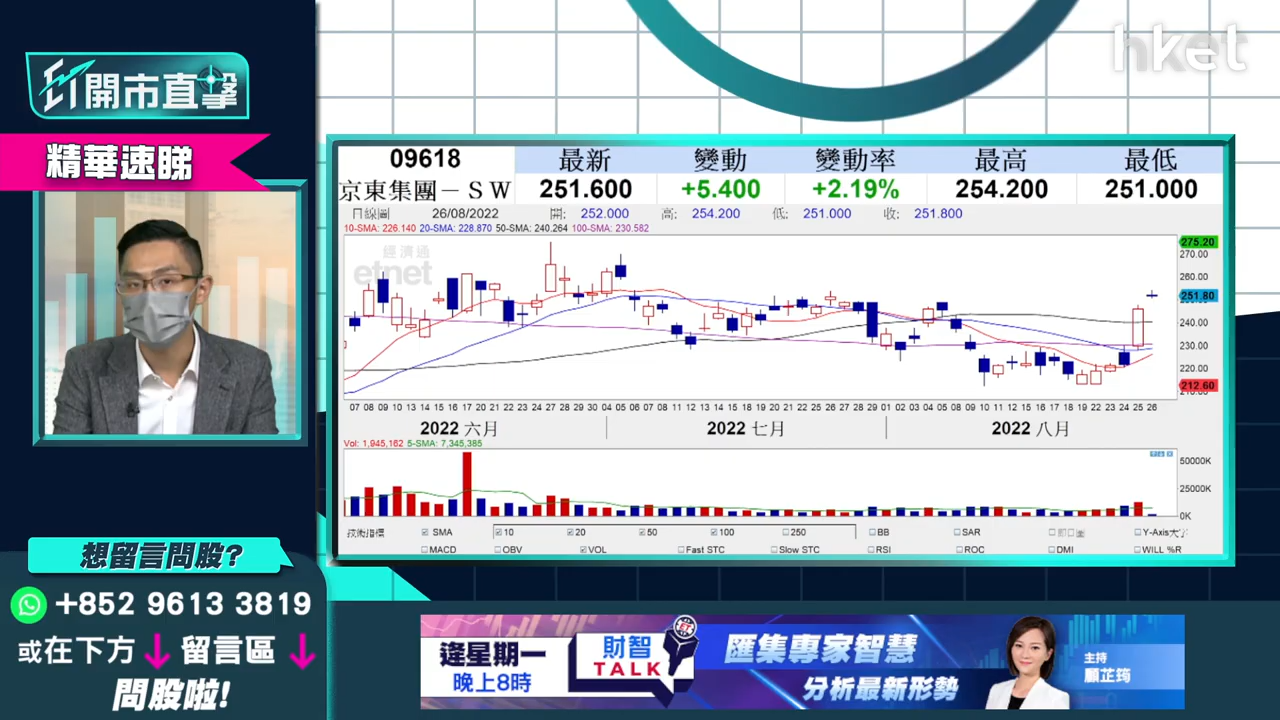 hket
ET開市直擊
精華速睇
09618 最新 變動 變動率 最高 最低
京東集團－ＳＷ 251.600 +5.400 +2.19% 254.200 251.000
日線圖 26/08/2022 開: 252.000 高: 254.200 低: 251.000 收: 251.800
10-SMA: 226.140 20-SMA: 228.870 50-SMA: 240.264 100-SMA: 230.582
經濟通
etnet
275.20
270.00
260.00
251.80
240.00
230.00
220.00
212.60
07 08 09 10 13 14 15 16 17 20 21 22 23 24 27 28 29 30 04 05 06 07 08 11 12 13 14 15 18 19 20 21 22 25 26 27 28 29 01 02 03 04 05 08 09 10 11 12 15 16 17 18 19 22 23 24 25 26
2022 六月 2022 七月 2022 八月
Vol: 1,945,162 5-SMA: 7,345,385
50000K
25000K
0K
技術指標 SMA 10 20 50 100 250 BB SAR Y-Axis
MACD OBV VOL Fast STC Slow STC RSI ROC DMI WILL %R
想留言問股?
+852 9613 3819
或在下方 留言區
問股啦!
逢星期一
晚上8時
財智
TALK
匯集專家智慧
分析最新形勢
主持
顧芷筠